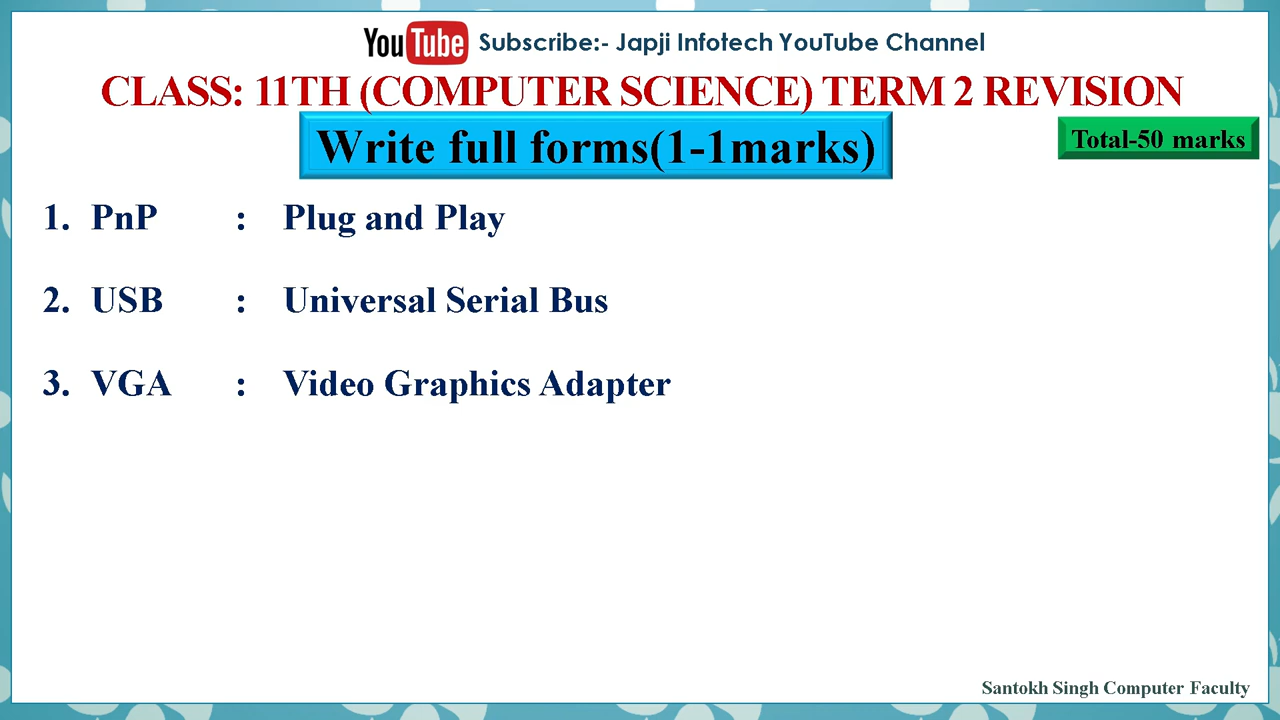 YouTube Subscribe:- Japji Infotech YouTube Channel
CLASS: 11TH (COMPUTER SCIENCE) TERM 2 REVISION
Write full forms(1-1marks)
Total-50 marks
1. PnP : Plug and Play
2. USB : Universal Serial Bus
3. VGA : Video Graphics Adapter
Santokh Singh Computer Faculty